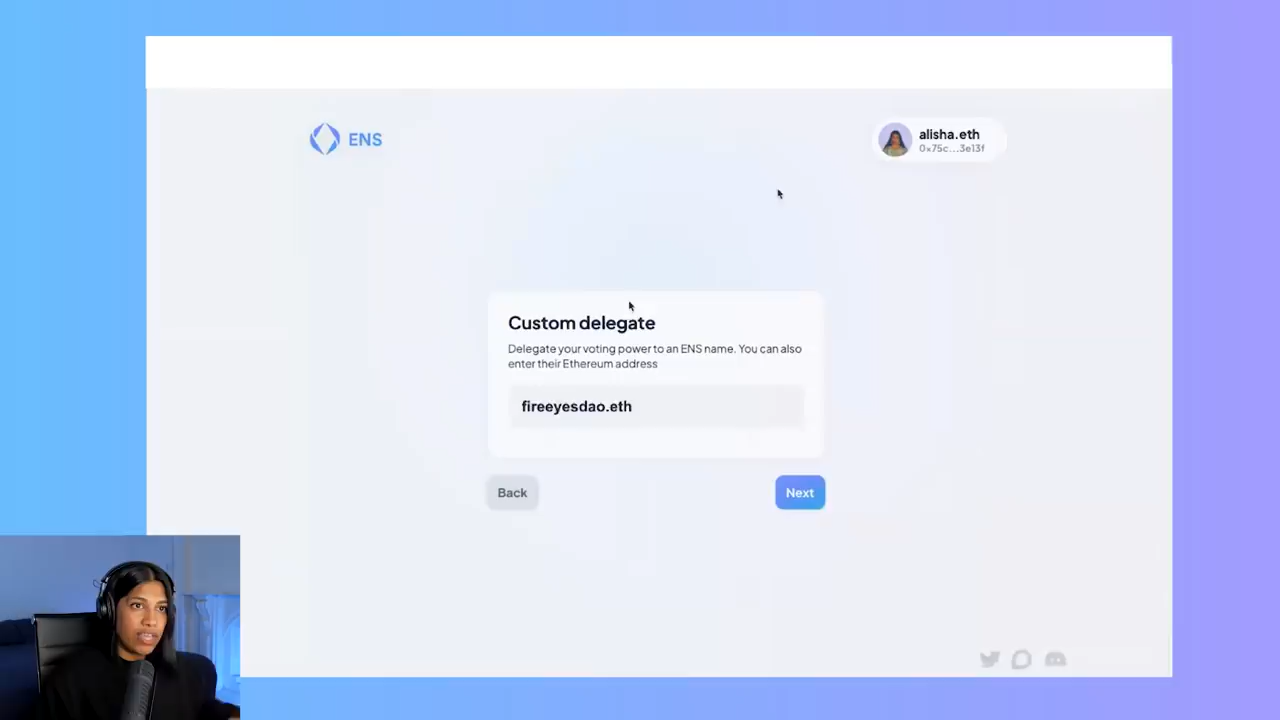 ENS
alisha.eth
0x75c...3e13f
Custom delegate
Delegate your voting power to an ENS name. You can also
enter their Ethereum address
fireeyesdao.eth
Back
Next